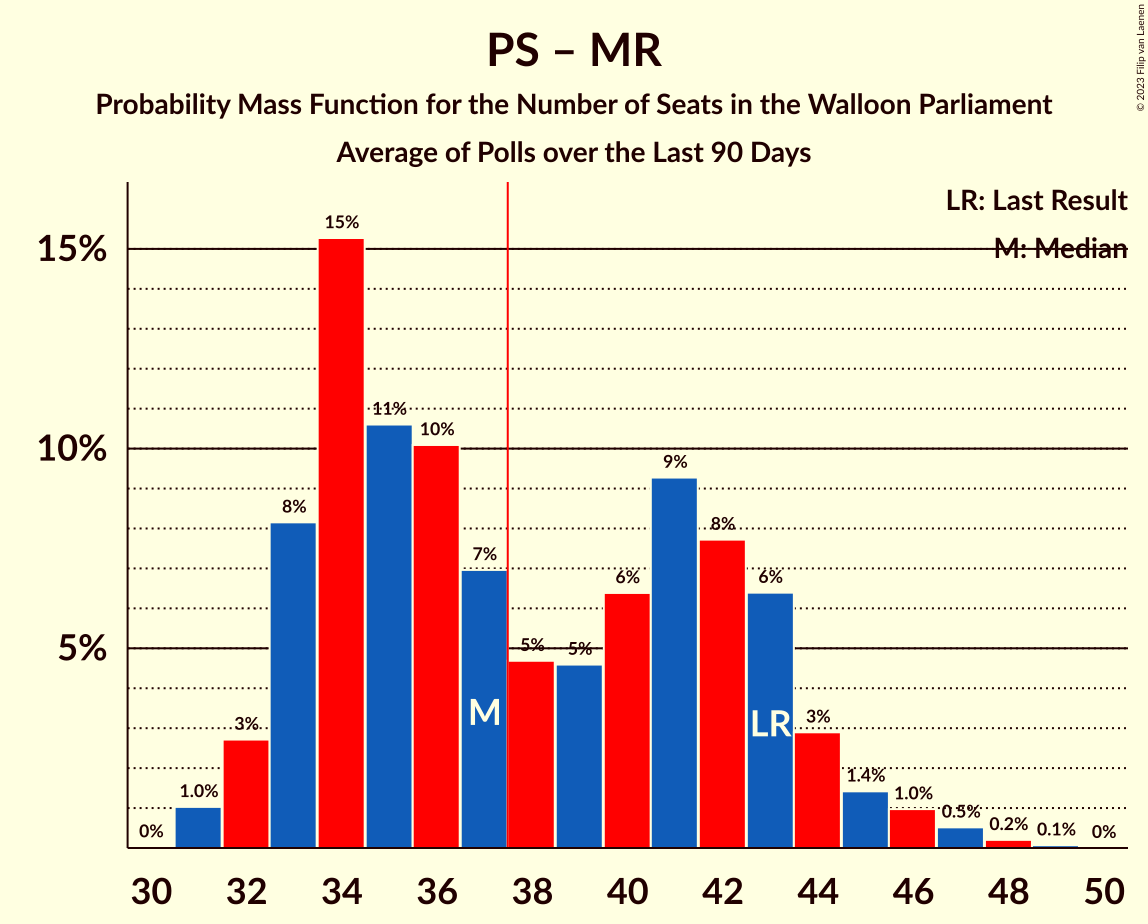 PS – MR
Probability Mass Function for the Number of Seats in the Walloon Parliament
Average of Polls over the Last 90 Days
© 2023 Filip van Laenen
LR: Last Result
M: Median
15%
10%
5%
0%
1.0%
3%
8%
15%
11%
10%
7%
5%
5%
6%
9%
8%
6%
3%
1.4%
1.0%
0.5%
0.2%
0.1%
0%
M
LR
30 32 34 36 38 40 42 44 46 48 50